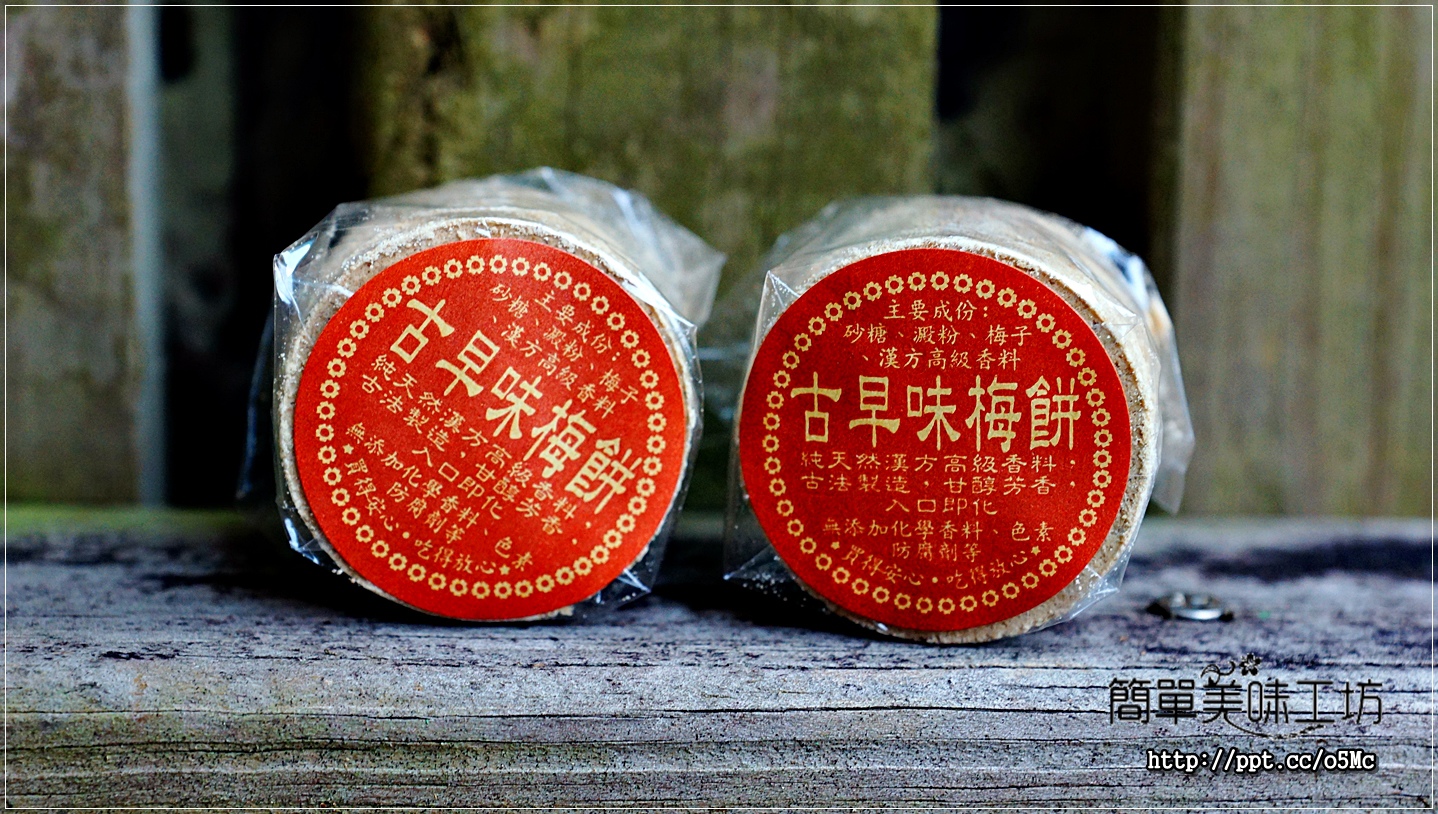 主要成份：
砂糖、澱粉、梅子
、漢方高級香料
古早味梅餅
純天然漢方高級香料，
古法製造，甘醇芳香，
入口即化
無添加化學香料、色素
防腐劑等
★買得安心•吃得放心★
主要成份：
砂糖、澱粉、梅子
、漢方高級香料
古早味梅餅
純天然漢方高級香料，
古法製造，甘醇芳香，
入口即化
無添加化學香料、色素
防腐劑等
★買得安心•吃得放心★
簡單美味工坊
http://ppt.cc/o5Mc